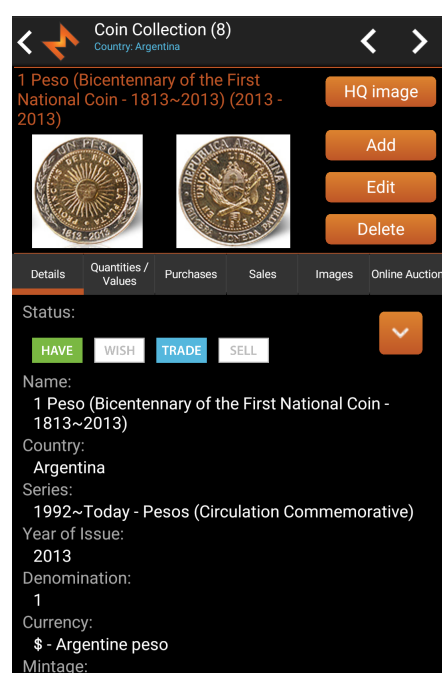 Coin Collection (8)
Country: Argentina
1 Peso (Bicentennary of the First
National Coin - 1813~2013) (2013 -
2013)
HQ image
Add
Edit
Delete
UN PESO
PROVINCIAS DEL RIO DE LA PLATA
1813-2013
REPUBLICA ARGENTINA
UNION Y LIBERTAD
PRIMERA MONEDA PATRIA
Details
Quantities /
Values
Purchases
Sales
Images
Online Auction
Status:
HAVE
WISH
TRADE
SELL
Name:
1 Peso (Bicentennary of the First National Coin -
1813~2013)
Country:
Argentina
Series:
1992~Today - Pesos (Circulation Commemorative)
Year of Issue:
2013
Denomination:
1
Currency:
$ - Argentine peso
Mintage: